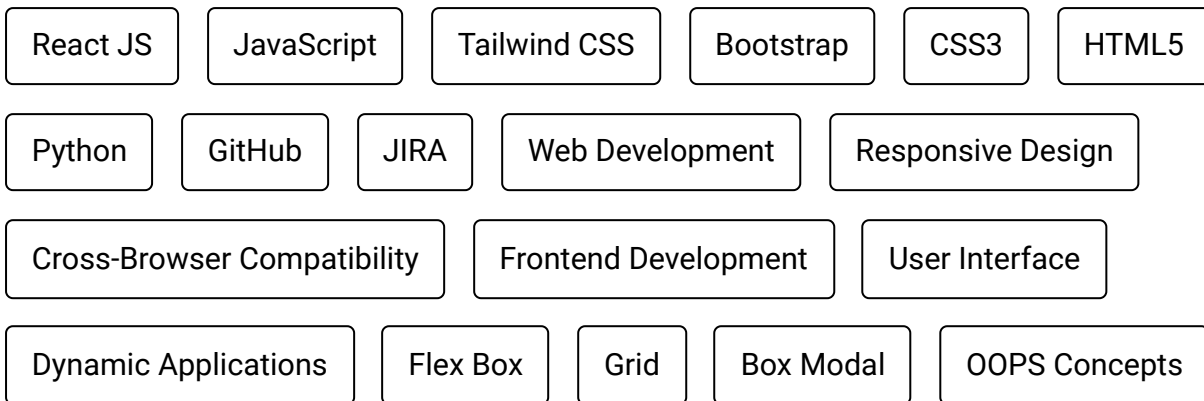 React JS JavaScript Tailwind CSS Bootstrap CSS3 HTML5
Python GitHub JIRA Web Development Responsive Design
Cross-Browser Compatibility Frontend Development User Interface
Dynamic Applications Flex Box Grid Box Modal OOPS Concepts